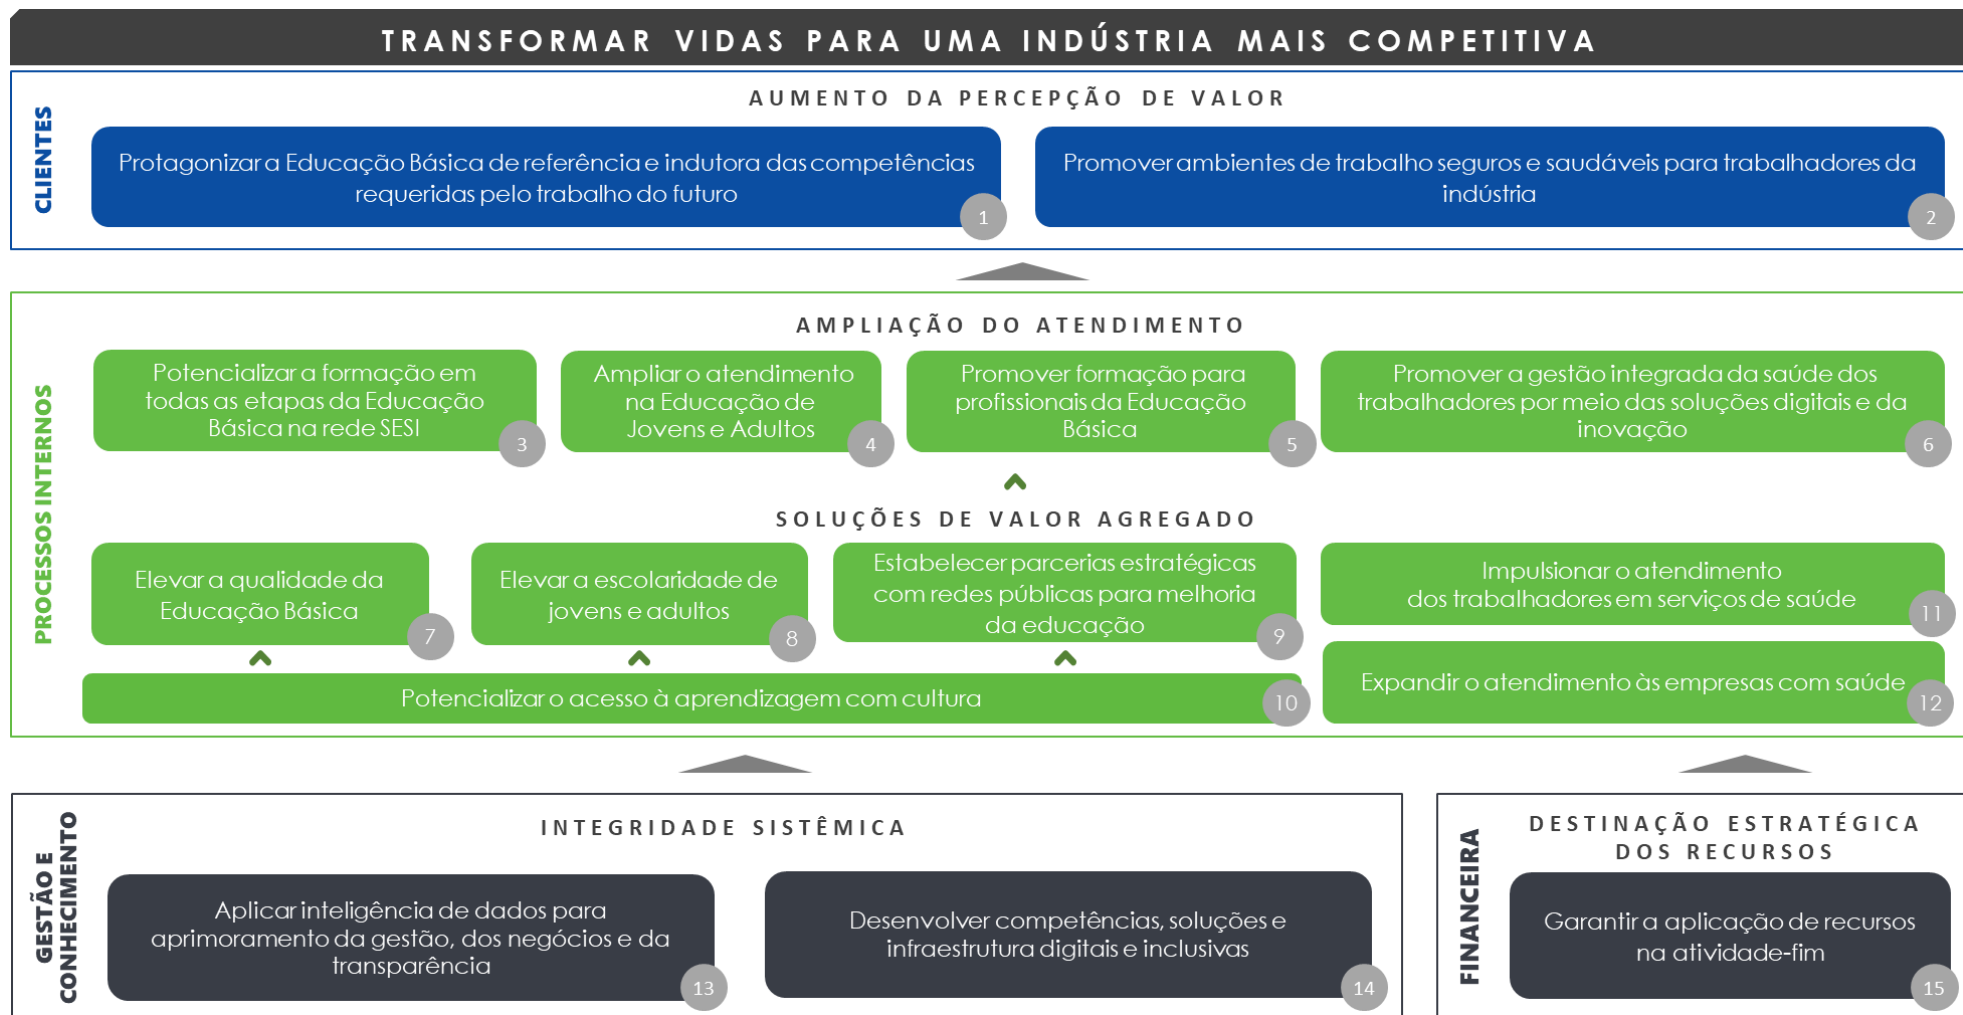 TRANSFORMAR VIDAS PARA UMA INDÚSTRIA MAIS COMPETITIVA
CLIENTES
AUMENTO DA PERCEPÇÃO DE VALOR
Protagonizar a Educação Básica de referência e indutora das competências
requeridas pelo trabalho do futuro
1
Promover ambientes de trabalho seguros e saudáveis para trabalhadores da
indústria
2
PROCESSOS INTERNOS
AMPLIAÇÃO DO ATENDIMENTO
Potencializar a formação em
todas as etapas da Educação
Básica na rede SESI
3
Ampliar o atendimento
na Educação de
Jovens e Adultos
4
Promover formação para
profissionais da Educação
Básica
5
Promover a gestão integrada da saúde dos
trabalhadores por meio das soluções digitais e da
inovação
6
SOLUÇÕES DE VALOR AGREGADO
Elevar a qualidade da
Educação Básica
7
Elevar a escolaridade de
jovens e adultos
8
Estabelecer parcerias estratégicas
com redes públicas para melhoria
da educação
9
Potencializar o acesso à aprendizagem com cultura
10
Impulsionar o atendimento
dos trabalhadores em serviços de saúde
11
Expandir o atendimento às empresas com saúde
12
GESTÃO E
CONHECIMENTO
INTEGRIDADE SISTÊMICA
Aplicar inteligência de dados para
aprimoramento da gestão, dos negócios e da
transparência
13
Desenvolver competências, soluções e
infraestrutura digitais e inclusivas
14
FINANCEIRA
DESTINAÇÃO ESTRATÉGICA
DOS RECURSOS
Garantir a aplicação de recursos
na atividade-fim
15